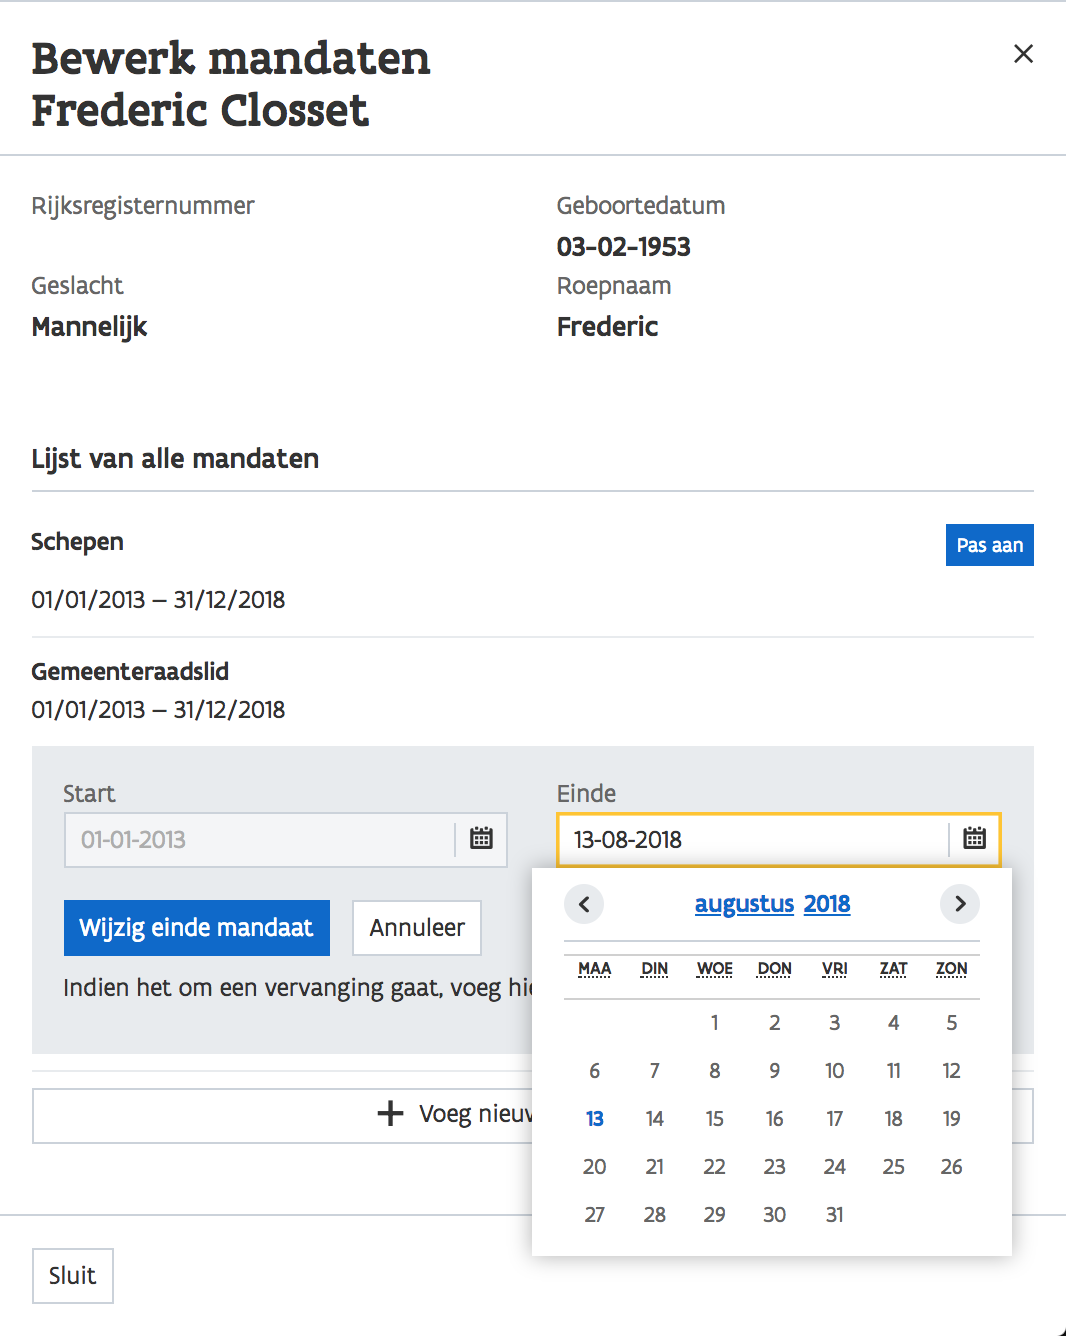 Bewerk mandaten
Frederic Closset
Rijksregisternummer
Geboortedatum
03-02-1953
Geslacht
Mannelijk
Roepnaam
Frederic
Lijst van alle mandaten
Schepen
Pas aan
01/01/2013 – 31/12/2018
Gemeenteraadslid
01/01/2013 – 31/12/2018
Start
01-01-2013
Einde
13-08-2018
Wijzig einde mandaat
Annuleer
Indien het om een vervanging gaat, voeg
augustus 2018
MAA DIN WOE DON VRI ZAT ZON
1 2 3 4 5
6 7 8 9 10 11 12
13 14 15 16 17 18 19
20 21 22 23 24 25 26
27 28 29 30 31
Voeg
Sluit